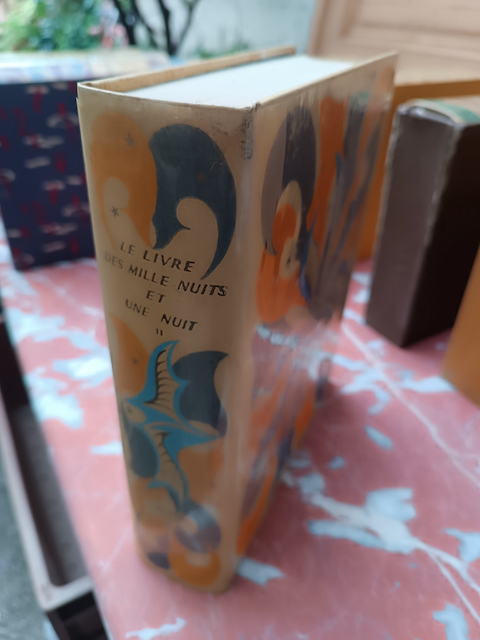 LE LIVRE
DES MILLE NUITS
ET
UNE NUIT
II